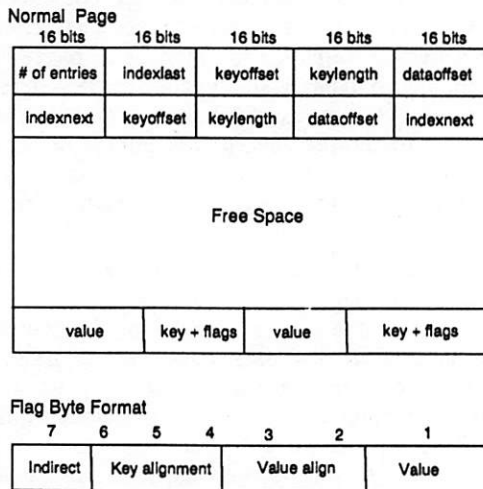 Normal Page
16 bits 16 bits 16 bits 16 bits 16 bits
# of entries indexlast keyoffset keylength dataoffset
indexnext keyoffset keylength dataoffset indexnext
Free Space
value key + flags value key + flags
Flag Byte Format
7 6 5 4 3 2 1
Indirect Key alignment Value align Value